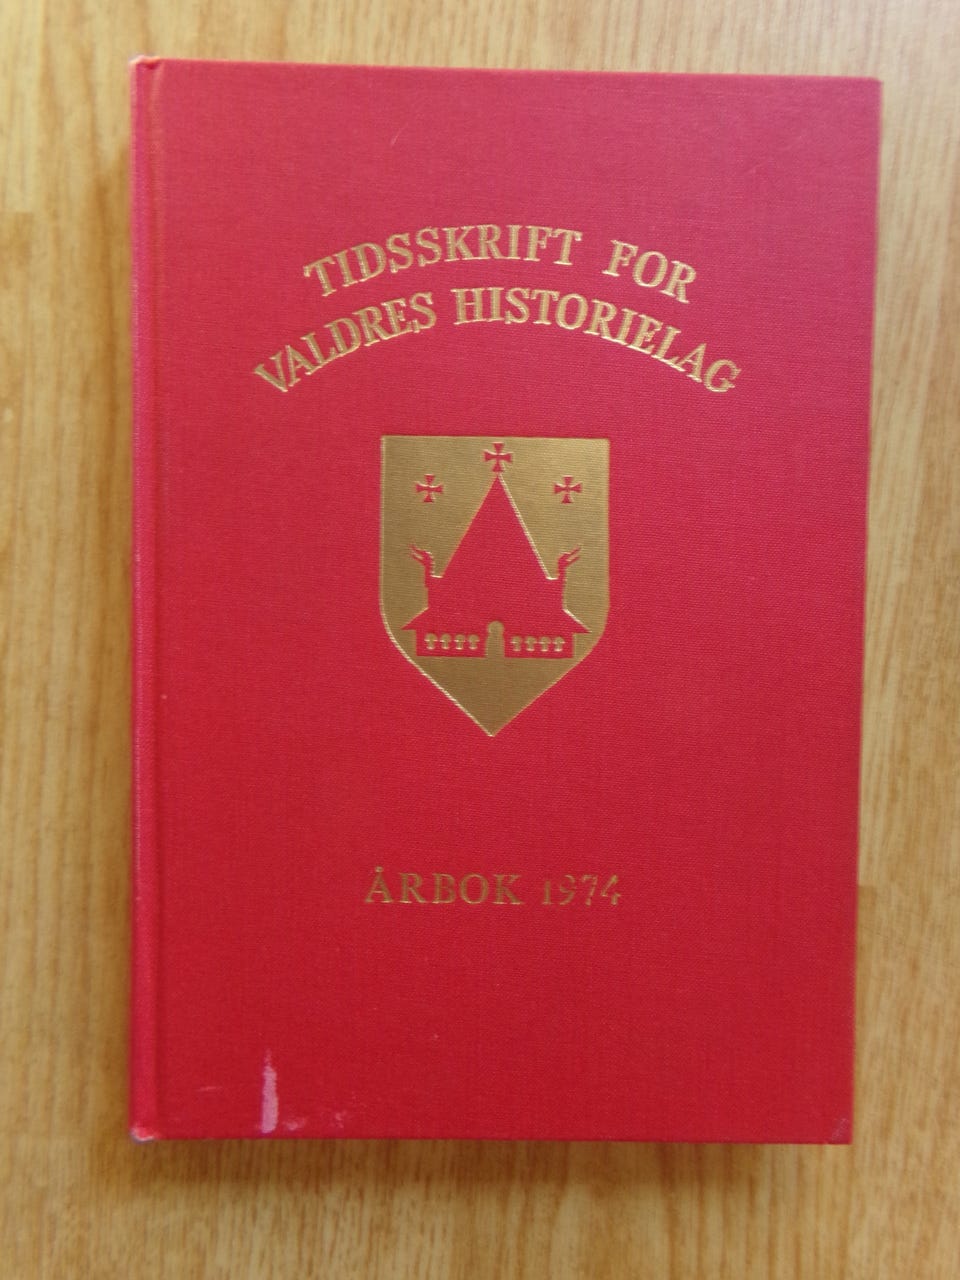 TIDSSKRIFT FOR
VALDRES HISTORIELAG
ÅRBOK 1974